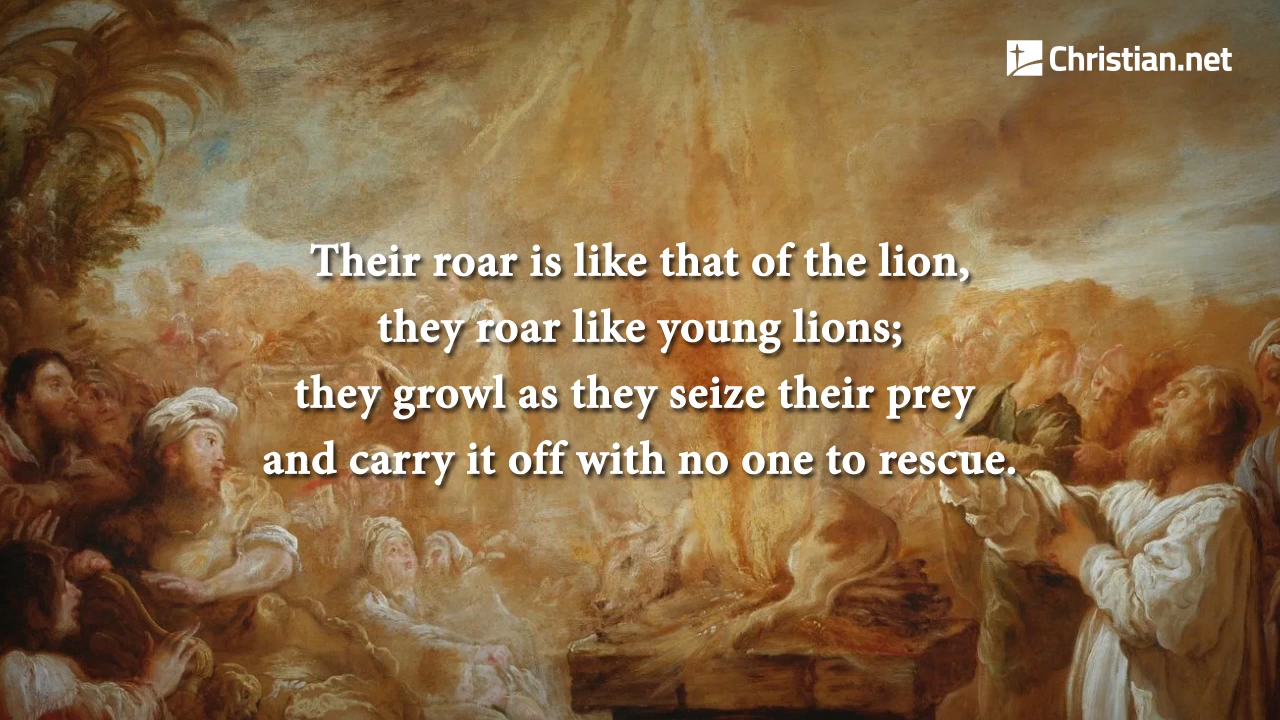 Christian.net
Their roar is like that of the lion,
they roar like young lions;
they growl as they seize their prey
and carry it off with no one to rescue.